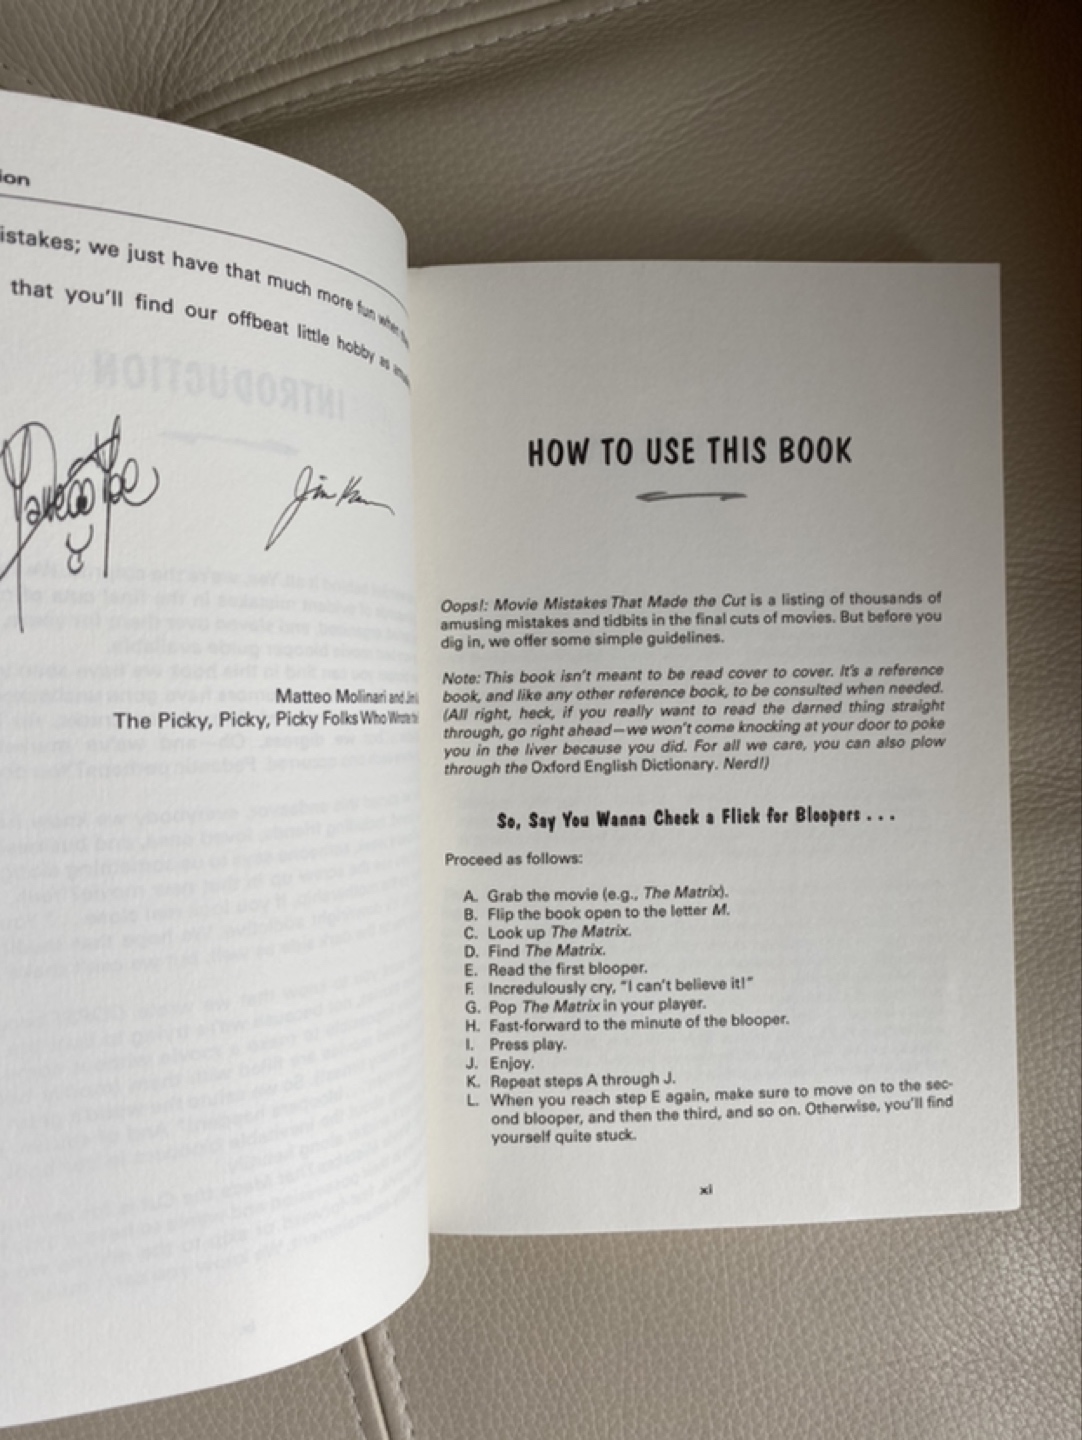 ion
istakes; we just have that much more fun when
that you'll find our offbeat little hobby as
INTRODUCTION
Matteo Molinari and
The Picky, Picky, Picky Folks Who
HOW TO USE THIS BOOK
Oops!: Movie Mistakes That Made the Cut is a listing of thousands of
amusing mistakes and tidbits in the final cuts of movies. But before you
dig in, we offer some simple guidelines.
Note: This book isn't meant to be read cover to cover. It's a reference
book, and like any other reference book, to be consulted when needed.
(All right, heck, if you really want to read the darned thing straight
through, go right ahead—we won't come knocking at your door to poke
you in the liver because you did. For all we care, you can also plow
through the Oxford English Dictionary. Nerd!)
So, Say You Wanna Check a Flick for Bloopers . . .
Proceed as follows:
A. Grab the movie (e.g., The Matrix).
B. Flip the book open to the letter M.
C. Look up The Matrix.
D. Find The Matrix.
E. Read the first blooper.
F. Incredulously cry, "I can't believe it!"
G. Pop The Matrix in your player.
H. Fast-forward to the minute of the blooper.
I. Press play.
J. Enjoy.
K. Repeat steps A through J.
L. When you reach step E again, make sure to move on to the sec-
ond blooper, and then the third, and so on. Otherwise, you'll find
yourself quite stuck.
xi